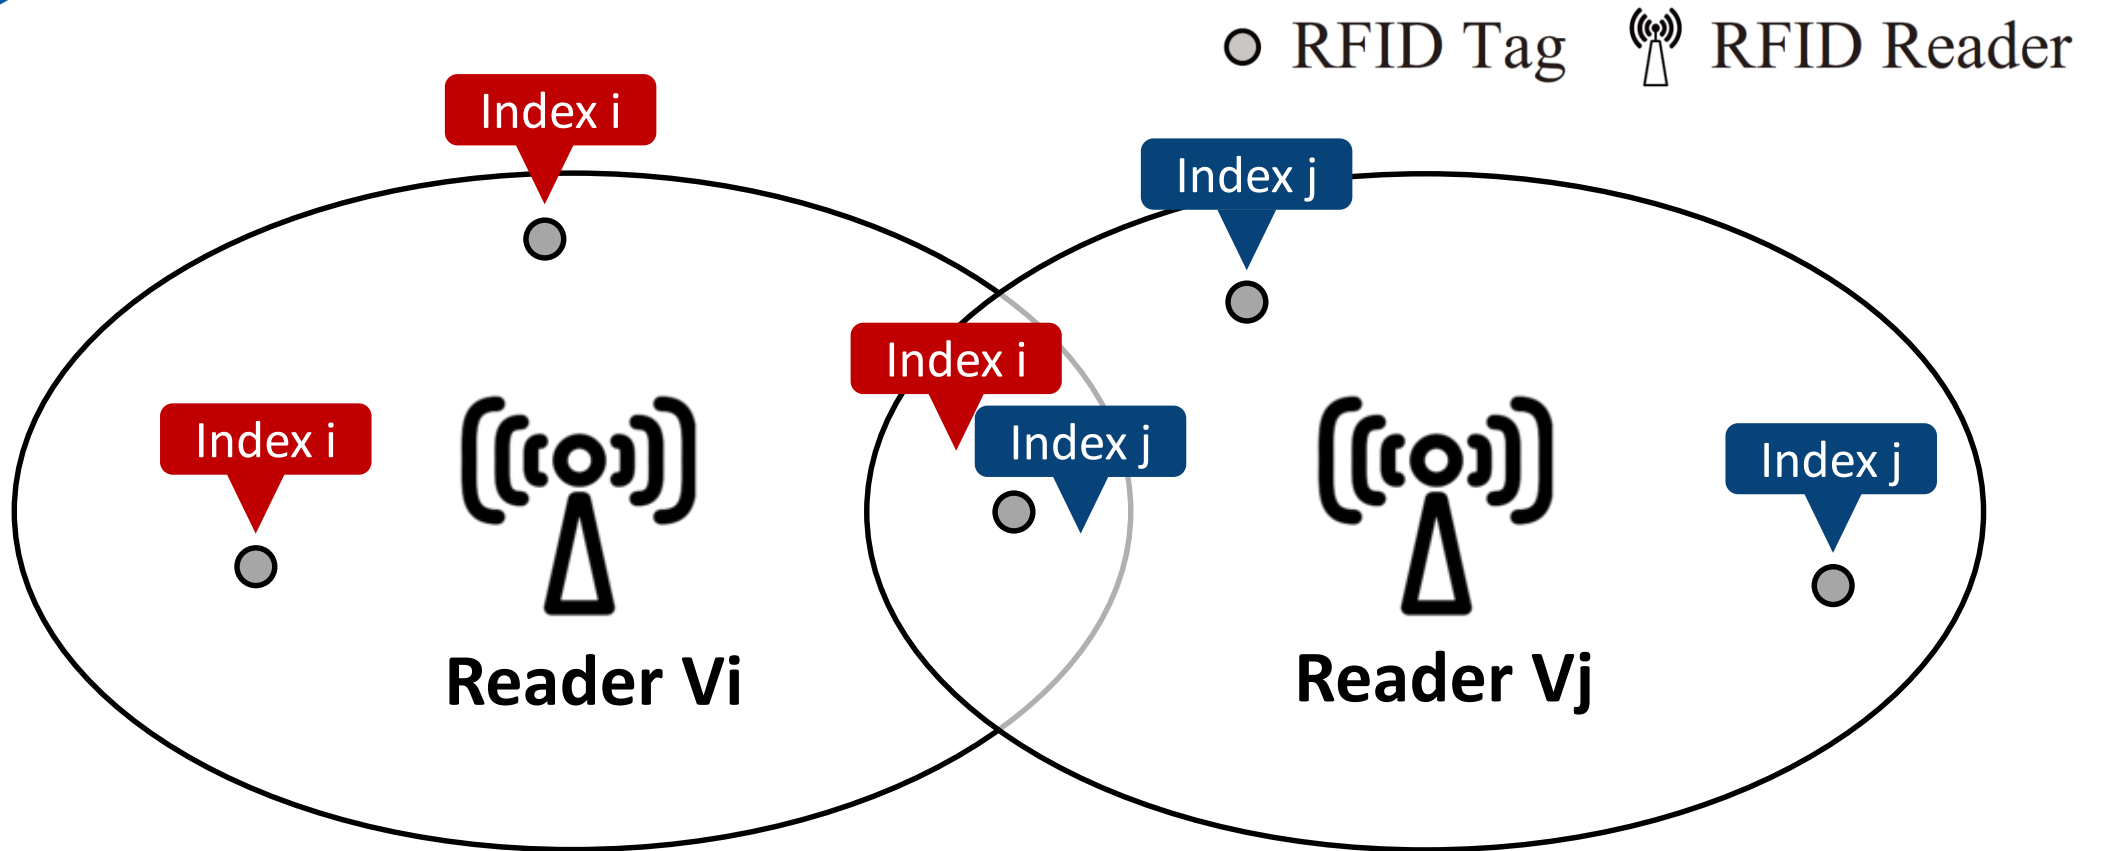 RFID Tag RFID Reader
Index i
Index j
Index i
Index i
Index j
Index j
Reader Vi
Reader Vj